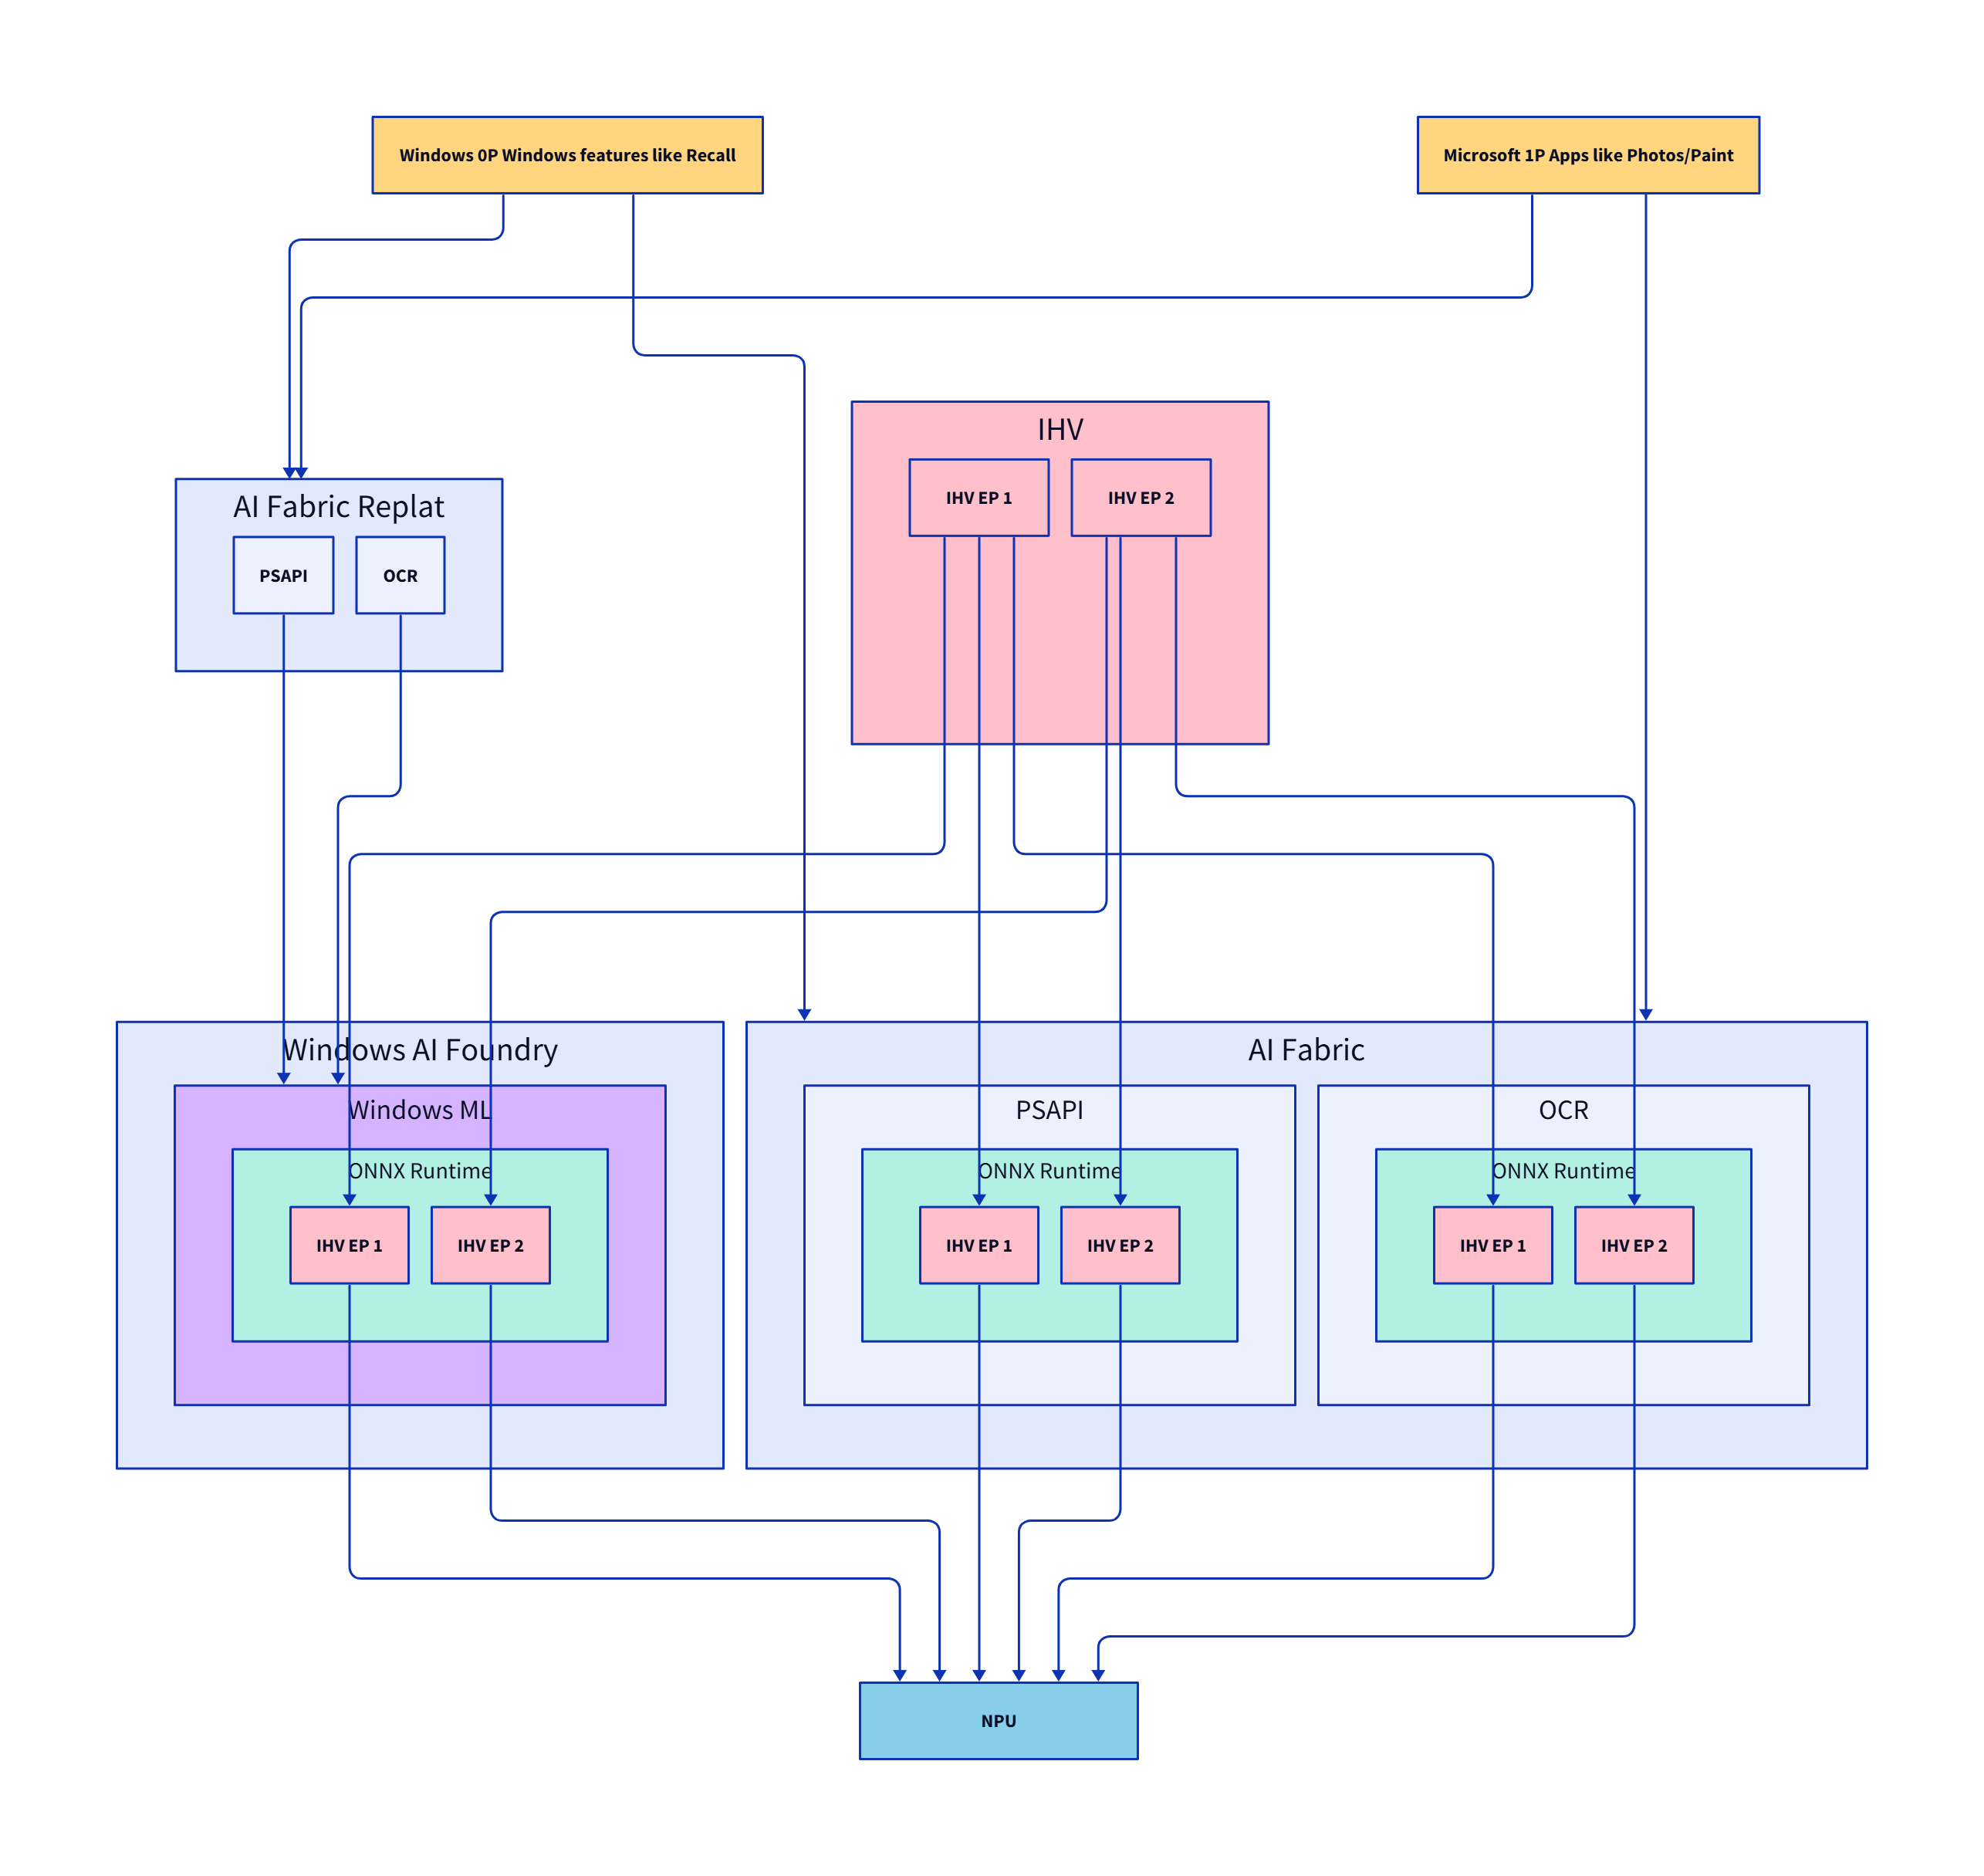 Windows 0P Windows features like Recall
Microsoft 1P Apps like Photos/Paint
IHV
IHV EP 1
IHV EP 2
AI Fabric Replat
PSAPI
OCR
Windows AI Foundry
Windows ML
ONNX Runtime
IHV EP 1
IHV EP 2
AI Fabric
PSAPI
ONNX Runtime
IHV EP 1
IHV EP 2
OCR
ONNX Runtime
IHV EP 1
IHV EP 2
NPU